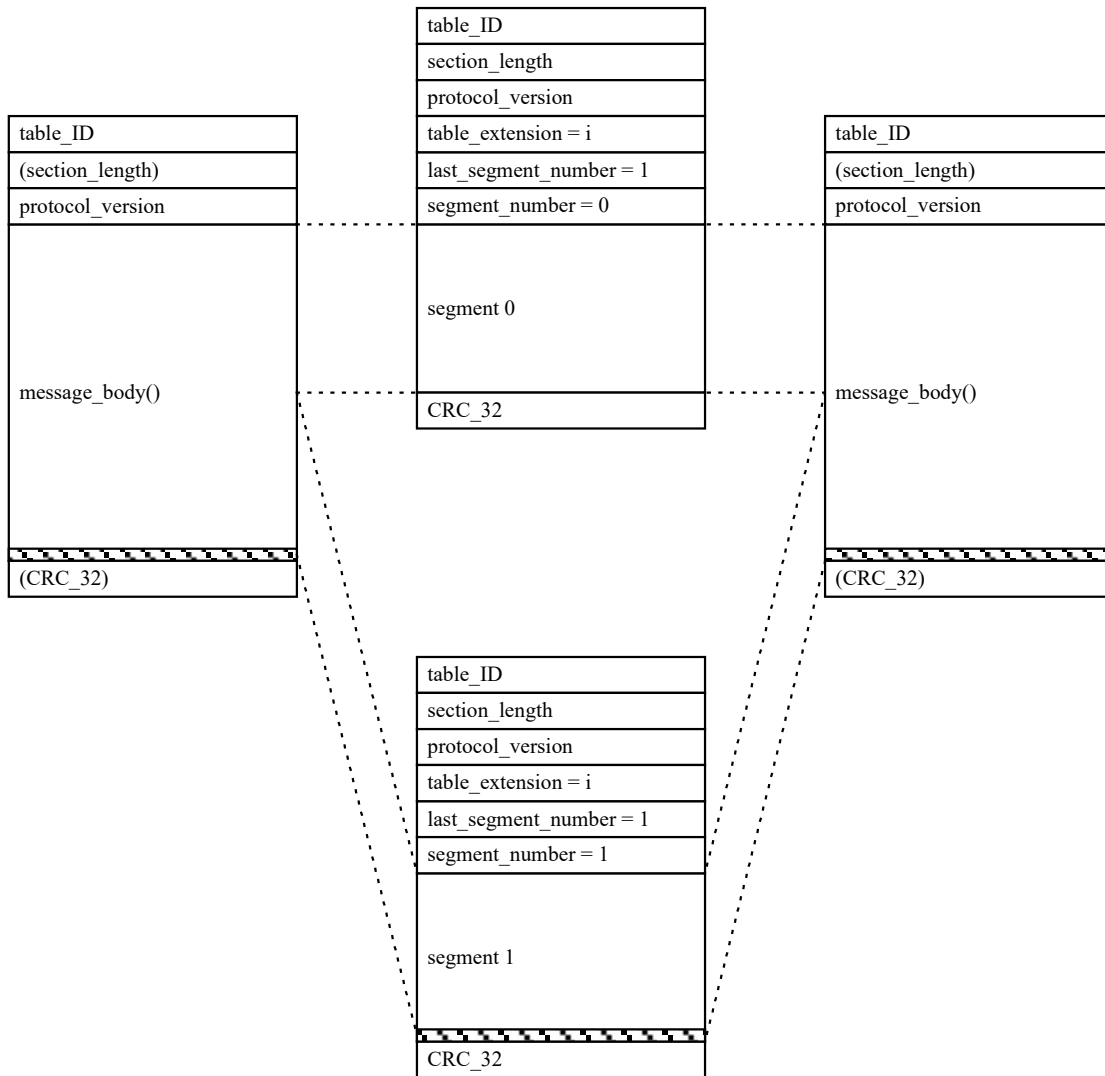 table_ID
(section_length)
protocol_version
message_body()
(CRC_32)
table_ID
section_length
protocol_version
table_extension = i
last_segment_number = 1
segment_number = 0
segment 0
CRC_32
table_ID
section_length
protocol_version
table_extension = i
last_segment_number = 1
segment_number = 1
segment 1
CRC_32
table_ID
(section_length)
protocol_version
message_body()
(CRC_32)